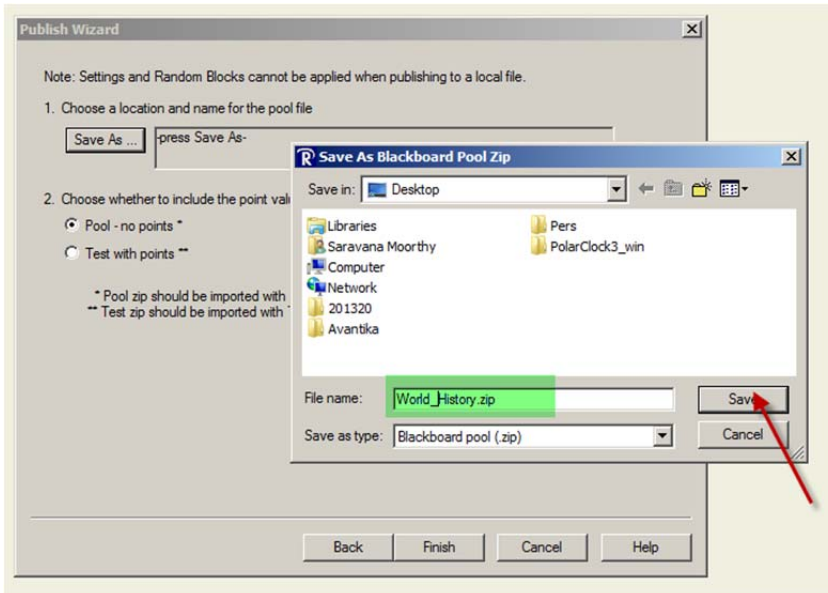 Publish Wizard
Note: Settings and Random Blocks cannot be applied when publishing to a local file.
1. Choose a location and name for the pool file
Save As ...
-press Save As-
2. Choose whether to include the point
Pool - no points *
Test with points **
* Pool zip should be imported with
** Test zip should be imported with
Save As Blackboard Pool Zip
Save in: Desktop
Libraries
Saravana Moorthy
Computer
Network
201320
Avantika
Pers
PolarClock3_win
File name: World_History.zip
Save
Save as type: Blackboard pool (.zip)
Cancel
Back Finish Cancel Help